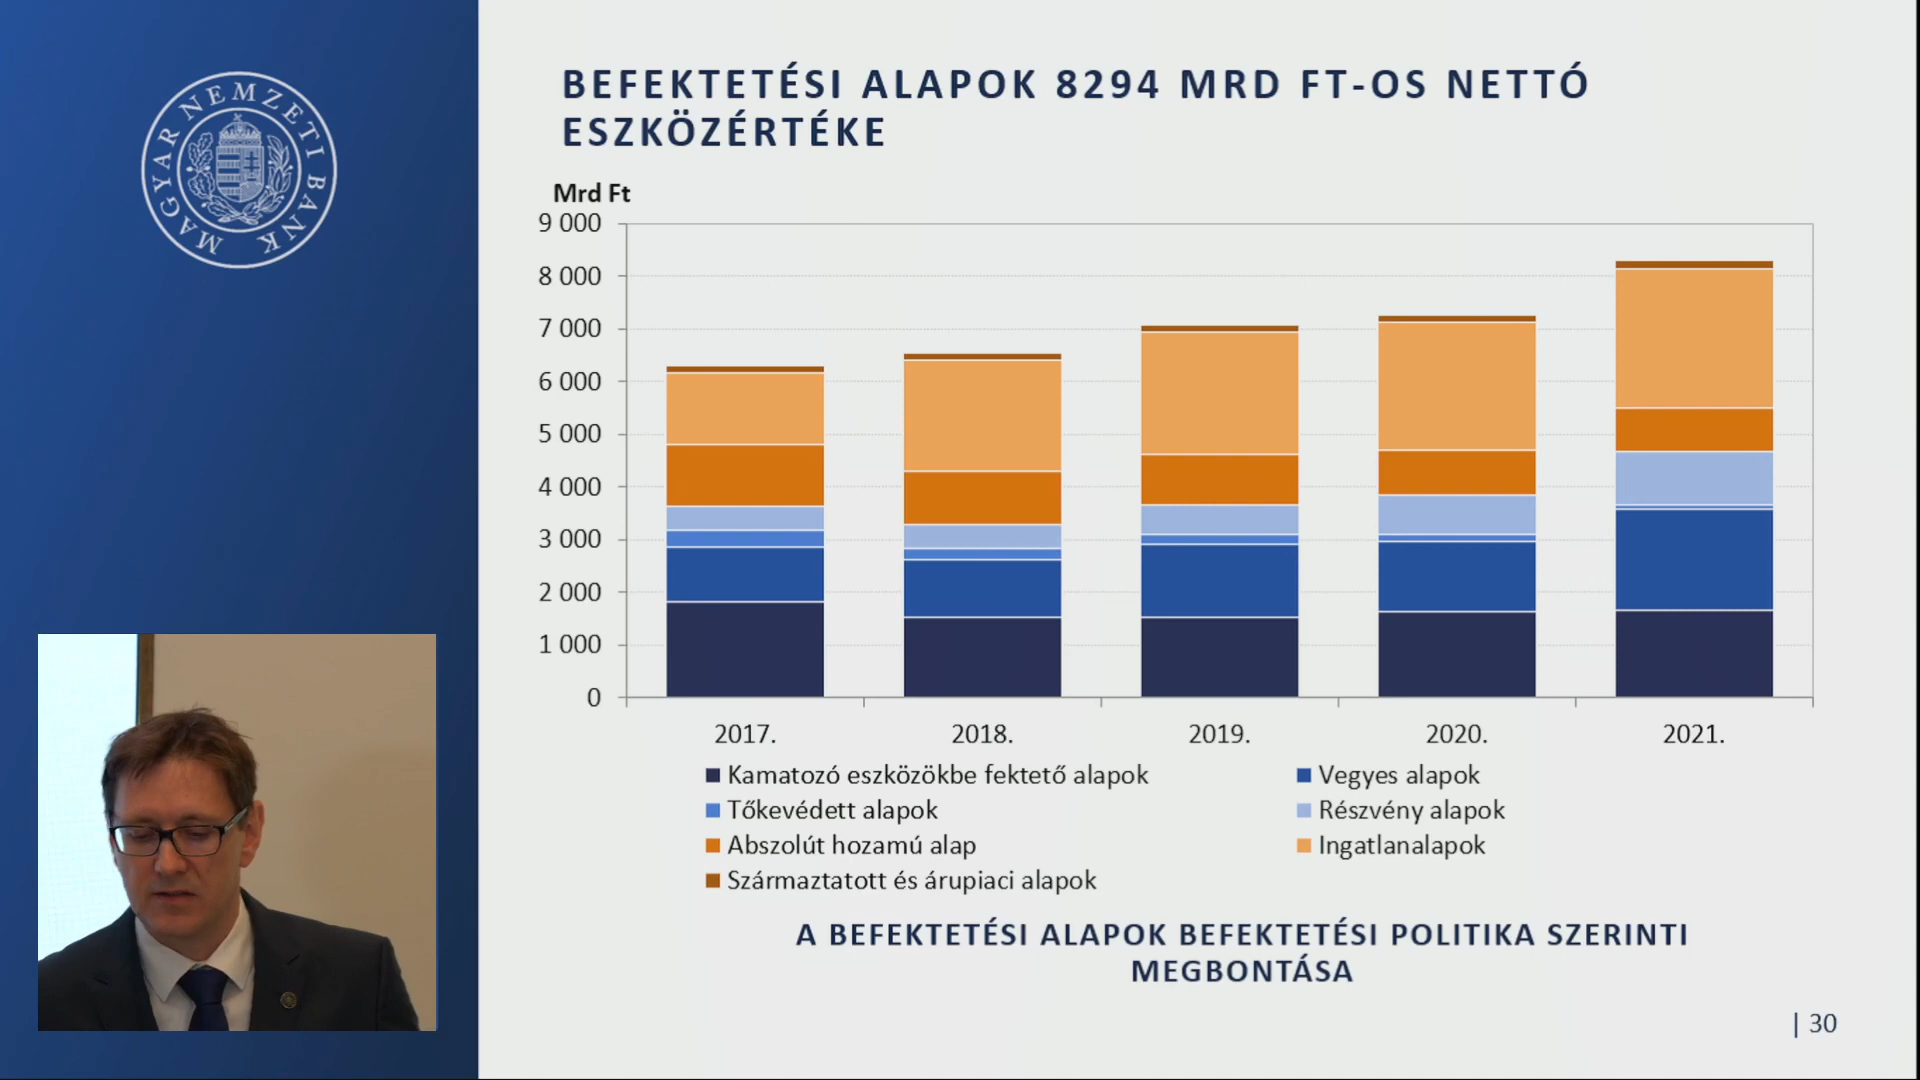 MAGYAR NEMZETI BANK
BEFEKTETÉSI ALAPOK 8294 MRD FT-OS NETTÓ
ESZKÖZÉRTÉKE
Mrd Ft
9 000
8 000
7 000
6 000
5 000
4 000
3 000
2 000
1 000
0
2017. 2018. 2019. 2020. 2021.
Kamatozó eszközökbe fektető alapok Vegyes alapok
Tőkevédett alapok Részvény alapok
Abszolút hozamú alap Ingatlanalapok
Származtatott és árupiaci alapok
A BEFEKTETÉSI ALAPOK BEFEKTETÉSI POLITIKA SZERINTI
MEGBONTÁSA
| 30